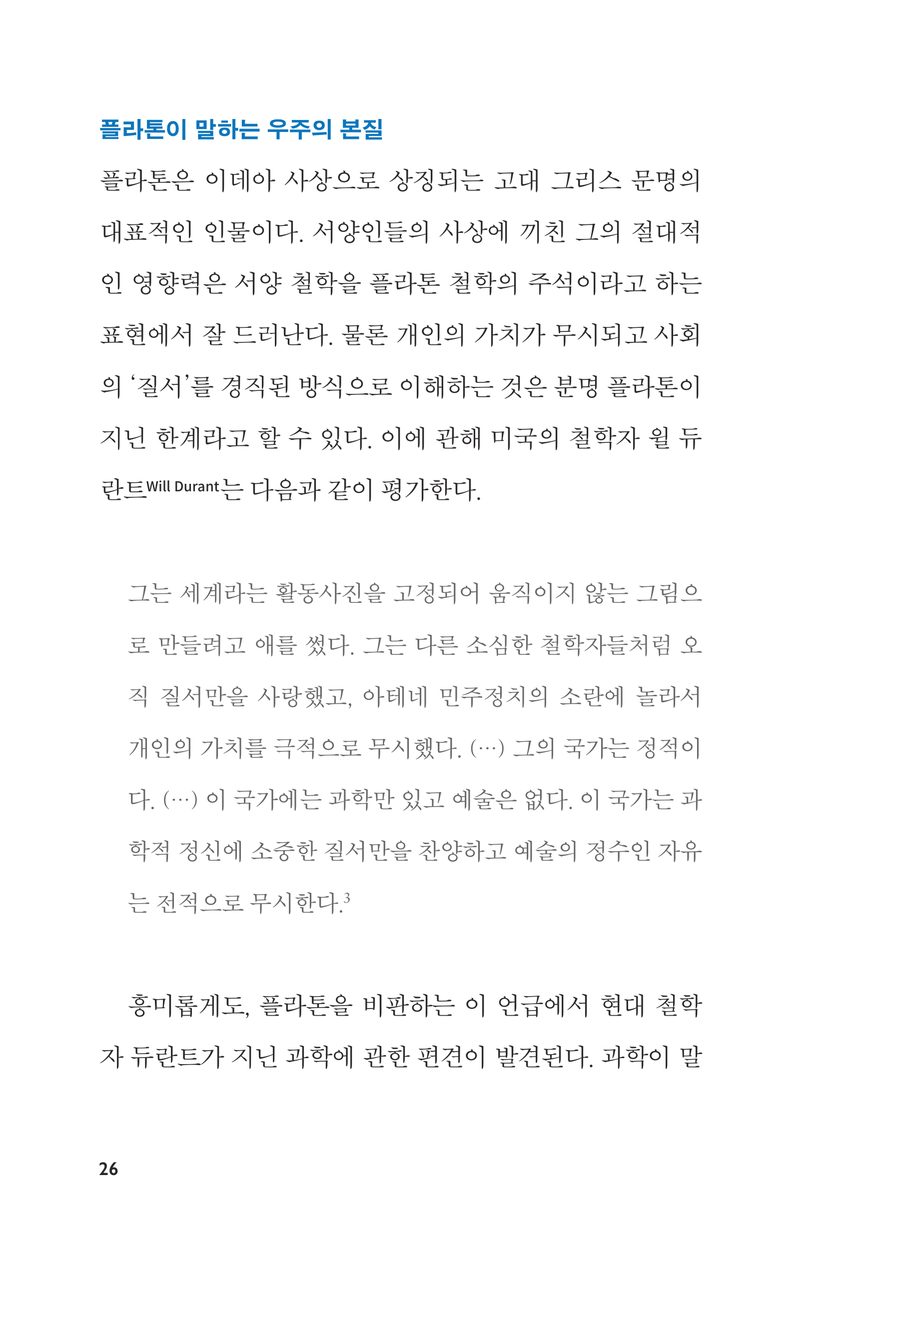 플라톤이 말하는 우주의 본질
플라톤은 이데아 사상으로 상징되는 고대 그리스 문명의
대표적인 인물이다. 서양인들의 사상에 끼친 그의 절대적
인 영향력은 서양 철학을 플라톤 철학의 주석이라고 하는
표현에서 잘 드러난다. 물론 개인의 가치가 무시되고 사회
의 ‘질서’를 경직된 방식으로 이해하는 것은 분명 플라톤이
지닌 한계라고 할 수 있다. 이에 관해 미국의 철학자 윌 듀
란트Will Durant는 다음과 같이 평가한다.
그는 세계라는 활동사진을 고정되어 움직이지 않는 그림으
로 만들려고 애를 썼다. 그는 다른 소심한 철학자들처럼 오
직 질서만을 사랑했고, 아테네 민주정치의 소란에 놀라서
개인의 가치를 극적으로 무시했다. (…) 그의 국가는 정적이
다. (…) 이 국가에는 과학만 있고 예술은 없다. 이 국가는 과
학적 정신에 소중한 질서만을 찬양하고 예술의 정수인 자유
는 전적으로 무시한다.3
흥미롭게도, 플라톤을 비판하는 이 언급에서 현대 철학
자 듀란트가 지닌 과학에 관한 편견이 발견된다. 과학이 말
26